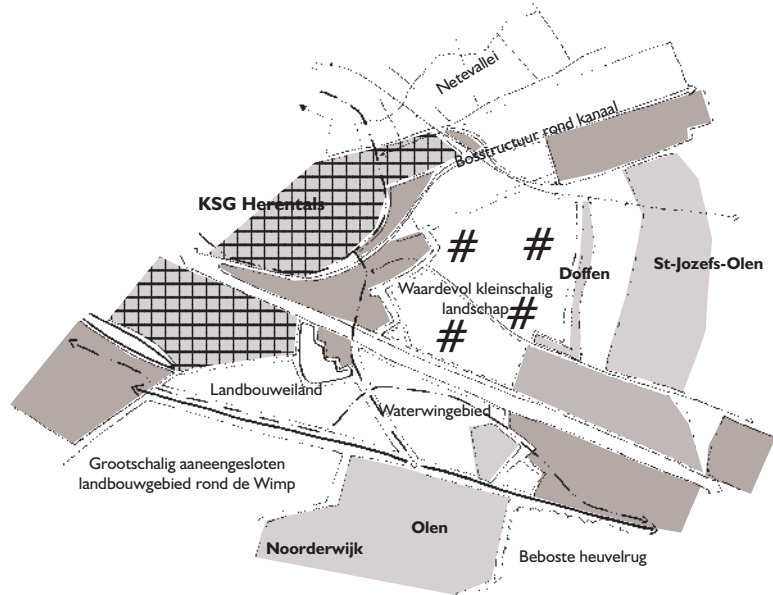 Netevallei
Bosstructuur rond kanaal
KSG Herentals
St-Jozefs-Olen
Doffen
Waardevol kleinschalig
landschap
Landbouweiland
Waterwingebied
Grootschalig aaneengesloten
landbouwgebied rond de Wimp
Olen
Noorderwijk
Beboste heuvelrug